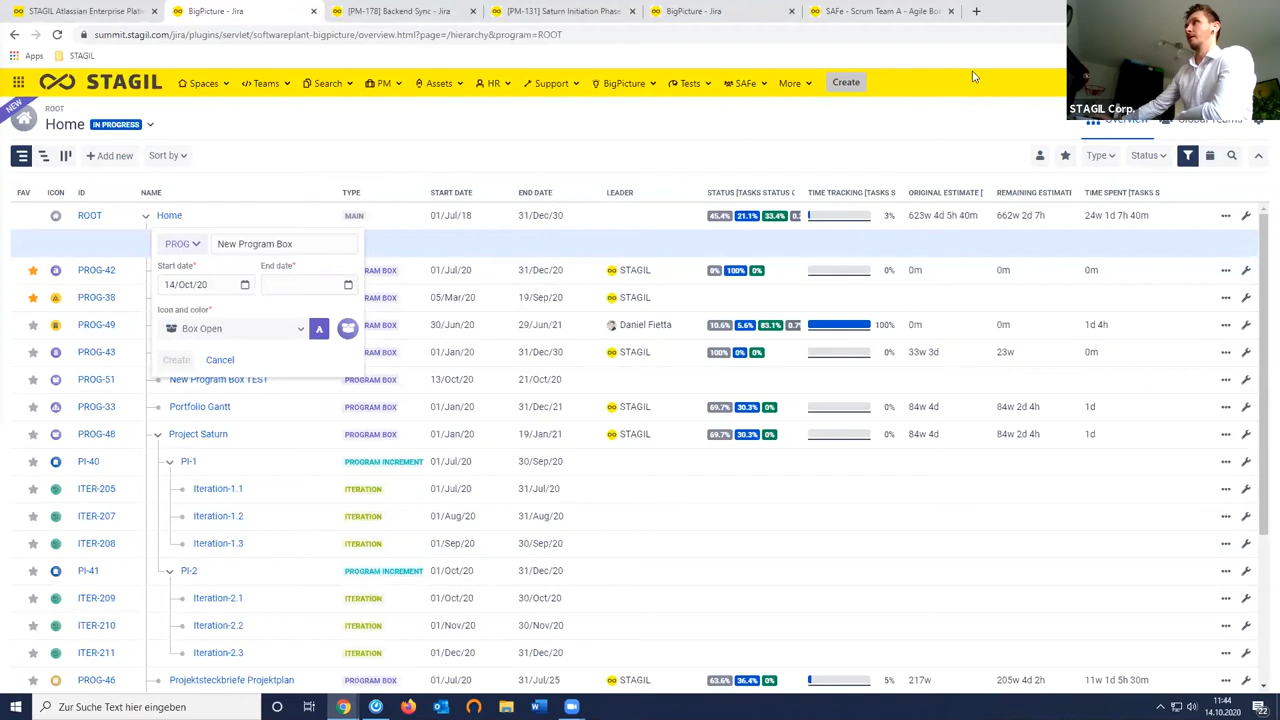 STAGIL Atlassian Enterprise Platfo
BigPicture - Jira
[PM-178] Backend Sync - Jira
[PM-131] Saturn Initiation Phase
BigPicture - Jira
SAFe - Scrum Team A - Agile Boa
summit.stagil.com/jira/plugins/servlet/softwareplant-bigpicture/overview.html?page=/hierarchy&program=ROOT
Apps STAGIL
STAGIL Spaces Teams Search PM Assets HR Support BigPicture Tests SAFe More Create
STAGIL Corp.
NEW
ROOT
Home IN PROGRESS
Overview Global Teams
Add new Sort by Type Status
FAV ICON ID NAME TYPE START DATE END DATE LEADER STATUS [TASKS STATUS C TIME TRACKING [TASKS S ORIGINAL ESTIMATE [ REMAINING ESTIMATI TIME SPENT [TASKS S
ROOT Home MAIN 01/Jul/18 31/Dec/30 45.4% 21.1% 33.4% 3% 623w 4d 5h 40m 662w 2d 7h 24w 1d 7h 40m
PROG New Program Box
Start date* End date*
14/Oct/20
Icon and color*
Box Open A
Create Cancel
PROG-42 PROGRAM BOX 01/Jul/20 31/Dec/20 STAGIL 0% 100% 0% 0m 0m 0m
PROG-38 PROGRAM BOX 05/Mar/20 19/Sep/20 STAGIL
PROG-49 PROGRAM BOX 30/Jun/20 29/Jun/21 Daniel Fietta 10.6% 5.6% 83.1% 100% 0m 0m 1d 4h
PROG-43 PROGRAM BOX 01/Jan/20 31/Dec/30 STAGIL 100% 0% 0% 33w 3d 23w 0m
PROG-51 New Program Box TEST PROGRAM BOX 13/Oct/20 21/Oct/20
PROG-33 Portfolio Gantt PROGRAM BOX 01/Jan/20 31/Dec/21 STAGIL 69.7% 30.3% 0% 84w 4d 84w 2d 4h 1d
PROG-48 Project Saturn PROGRAM BOX 01/Jan/20 19/Jan/21 STAGIL 69.7% 30.3% 0% 84w 4d 84w 2d 4h 1d
PI-40 PI-1 PROGRAM INCREMENT 01/Jul/20 30/Sep/20
ITER-205 Iteration-1.1 ITERATION 01/Jul/20 31/Jul/20
ITER-207 Iteration-1.2 ITERATION 01/Aug/20 31/Aug/20
ITER-208 Iteration-1.3 ITERATION 01/Sep/20 30/Sep/20
PI-41 PI-2 PROGRAM INCREMENT 01/Oct/20 31/Dec/20
ITER-209 Iteration-2.1 ITERATION 01/Oct/20 31/Oct/20
ITER-210 Iteration-2.2 ITERATION 01/Nov/20 30/Nov/20
ITER-211 Iteration-2.3 ITERATION 01/Dec/20 31/Dec/20
PROG-46 Projektsteckbriefe Projektplan PROGRAM BOX 01/Jan/20 31/Jul/25 STAGIL 63.6% 36.4% 0% 5% 217w 205w 4d 2h 11w 1d 5h 30m
Zur Suche Text hier eingeben
11:44
14.10.2020
22